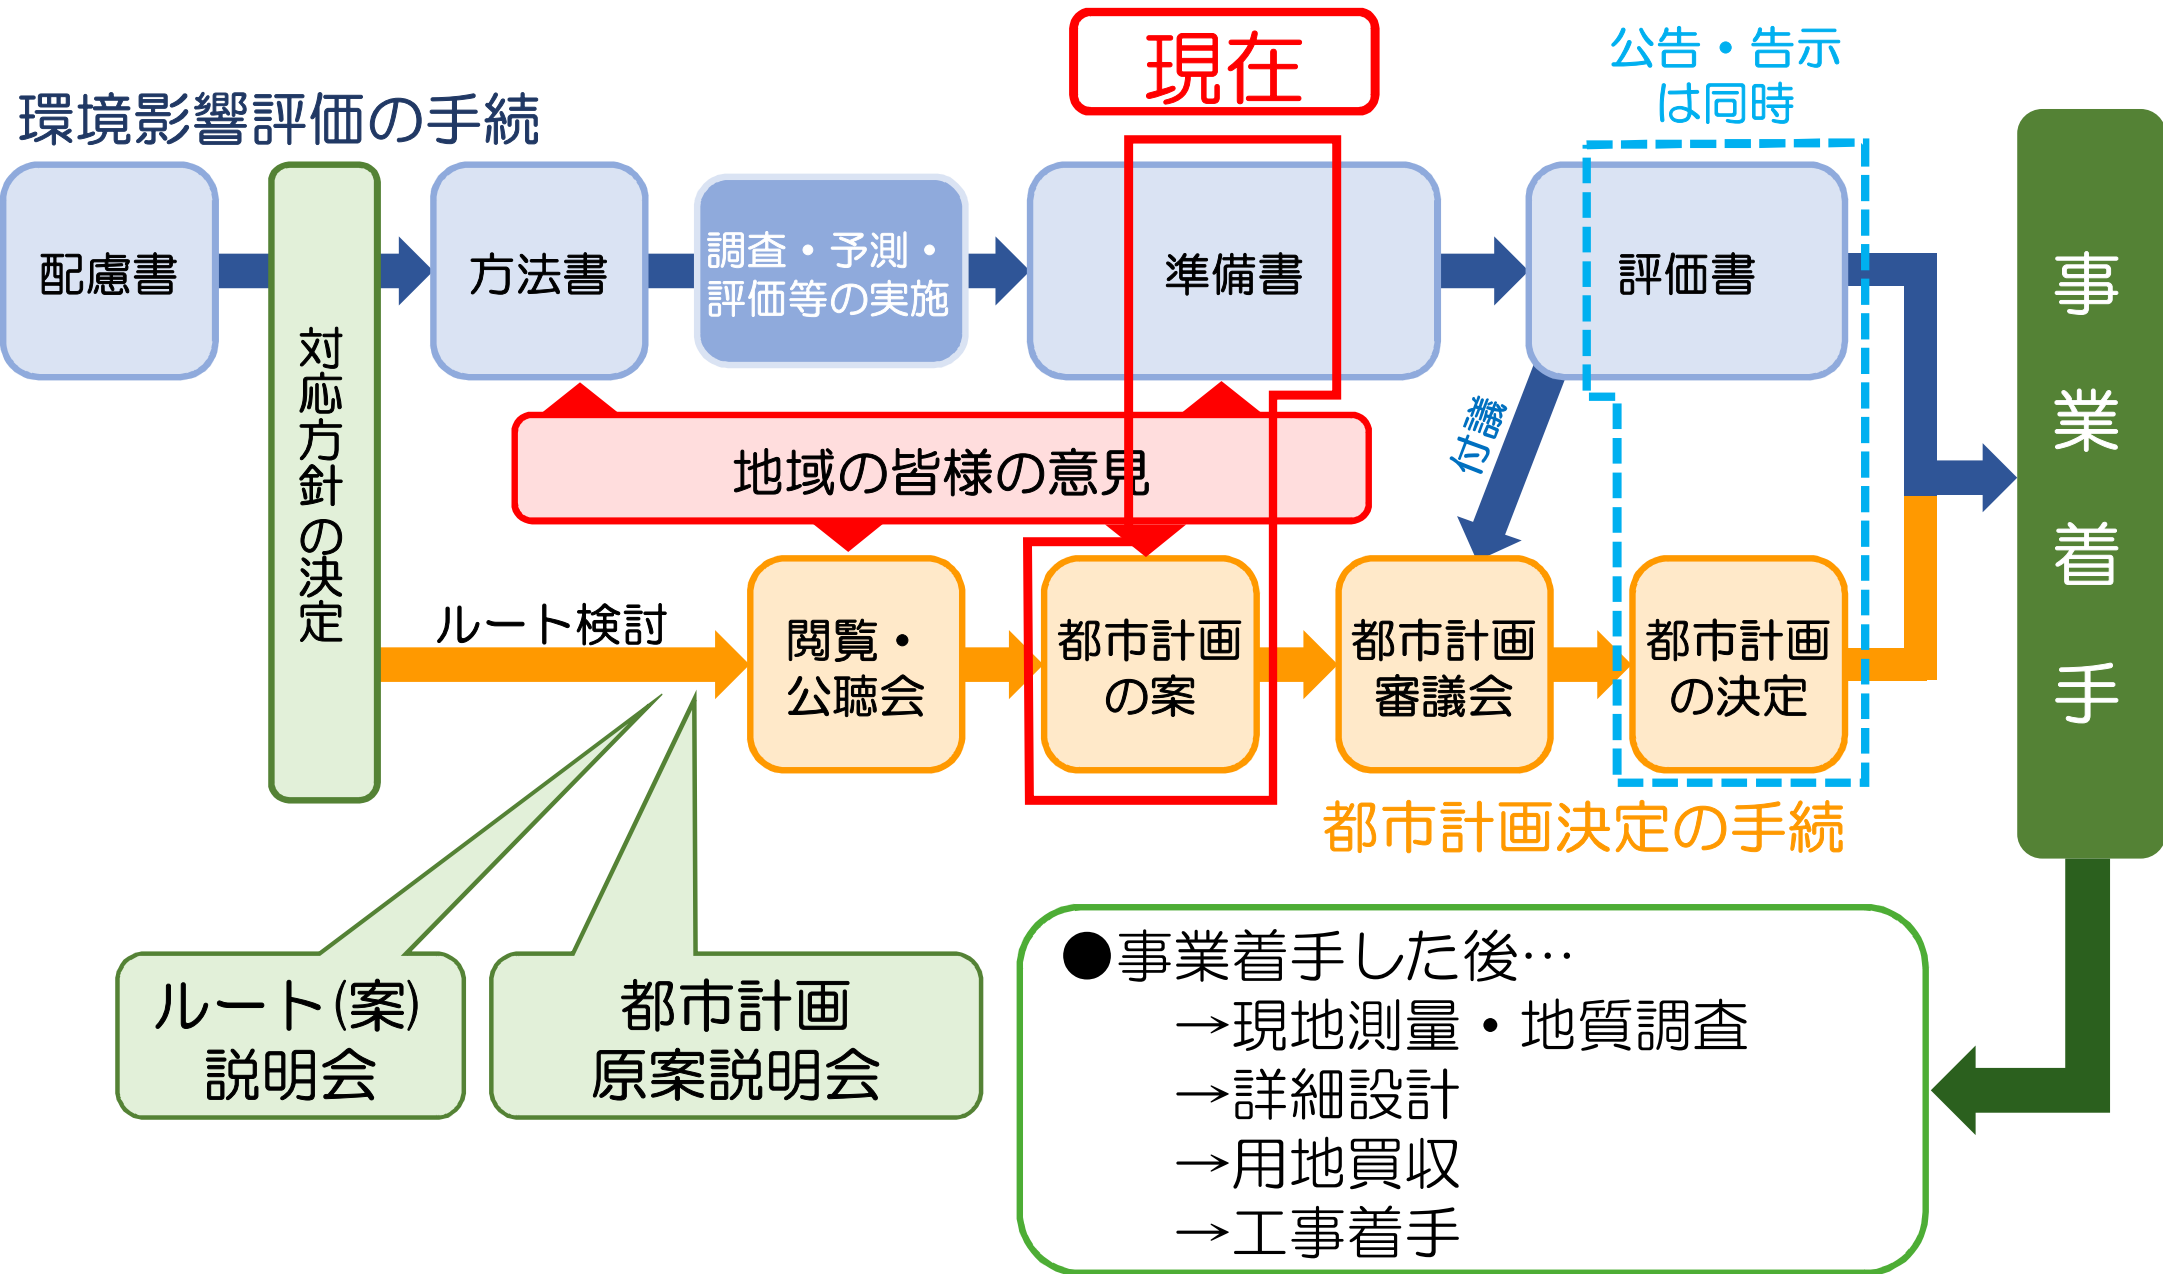 現在
公告・告示
は同時
環境影響評価の手続
配慮書
対応方針の決定
方法書
調査・予測・
評価等の実施
準備書
評価書
事業着手
付議
地域の皆様の意見
ルート検討
閲覧・
公聴会
都市計画
の案
都市計画
審議会
都市計画
の決定
都市計画決定の手続
ルート(案)
説明会
都市計画
原案説明会
●事業着手した後…
→現地測量・地質調査
→詳細設計
→用地買収
→工事着手